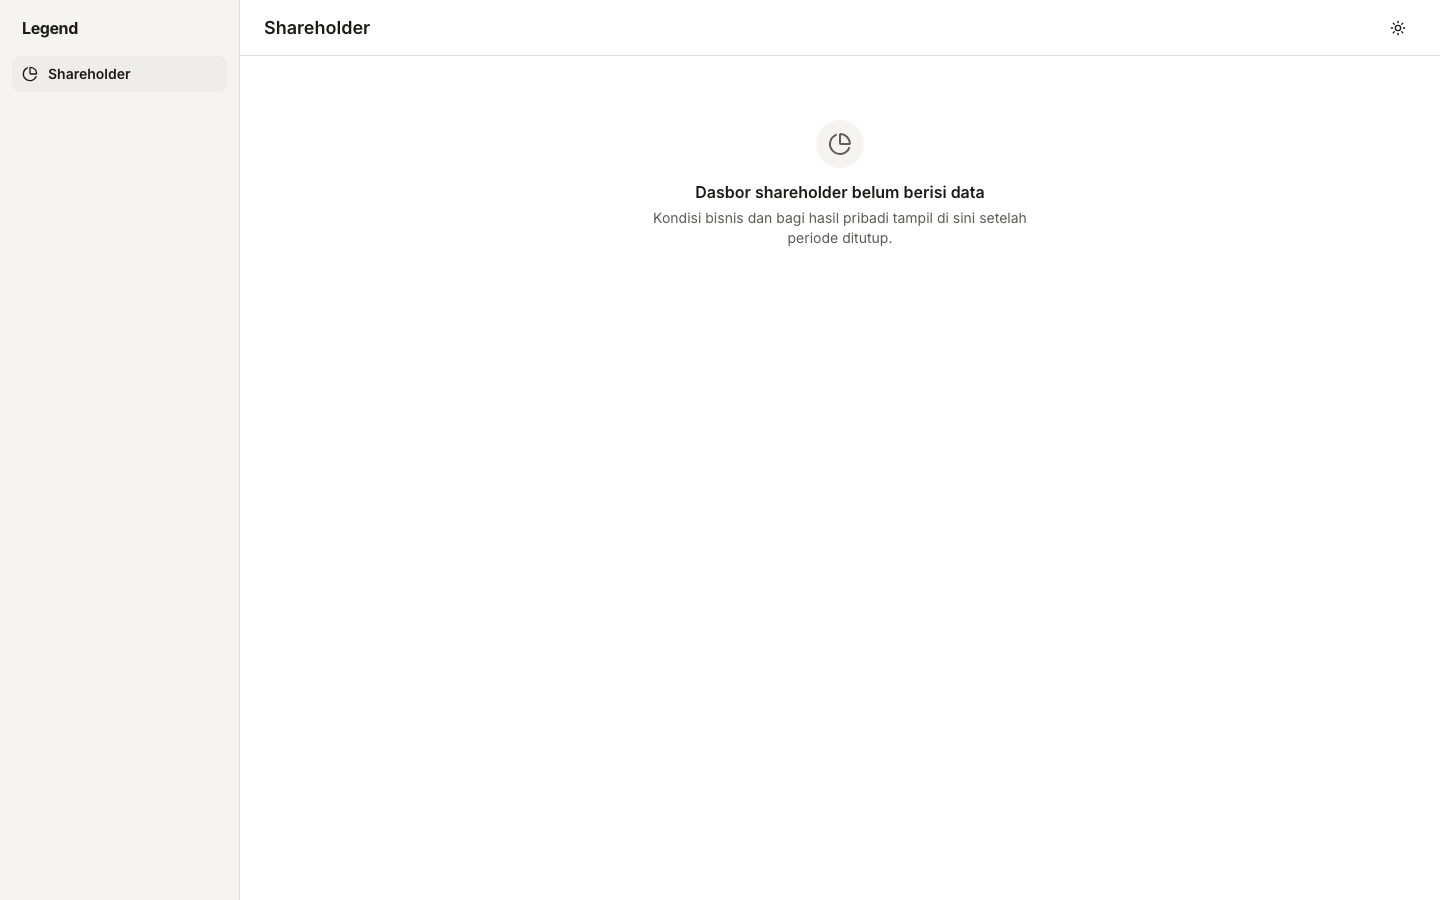 Legend
Shareholder
Shareholder
Dasbor shareholder belum berisi data
Kondisi bisnis dan bagi hasil pribadi tampil di sini setelah
periode ditutup.